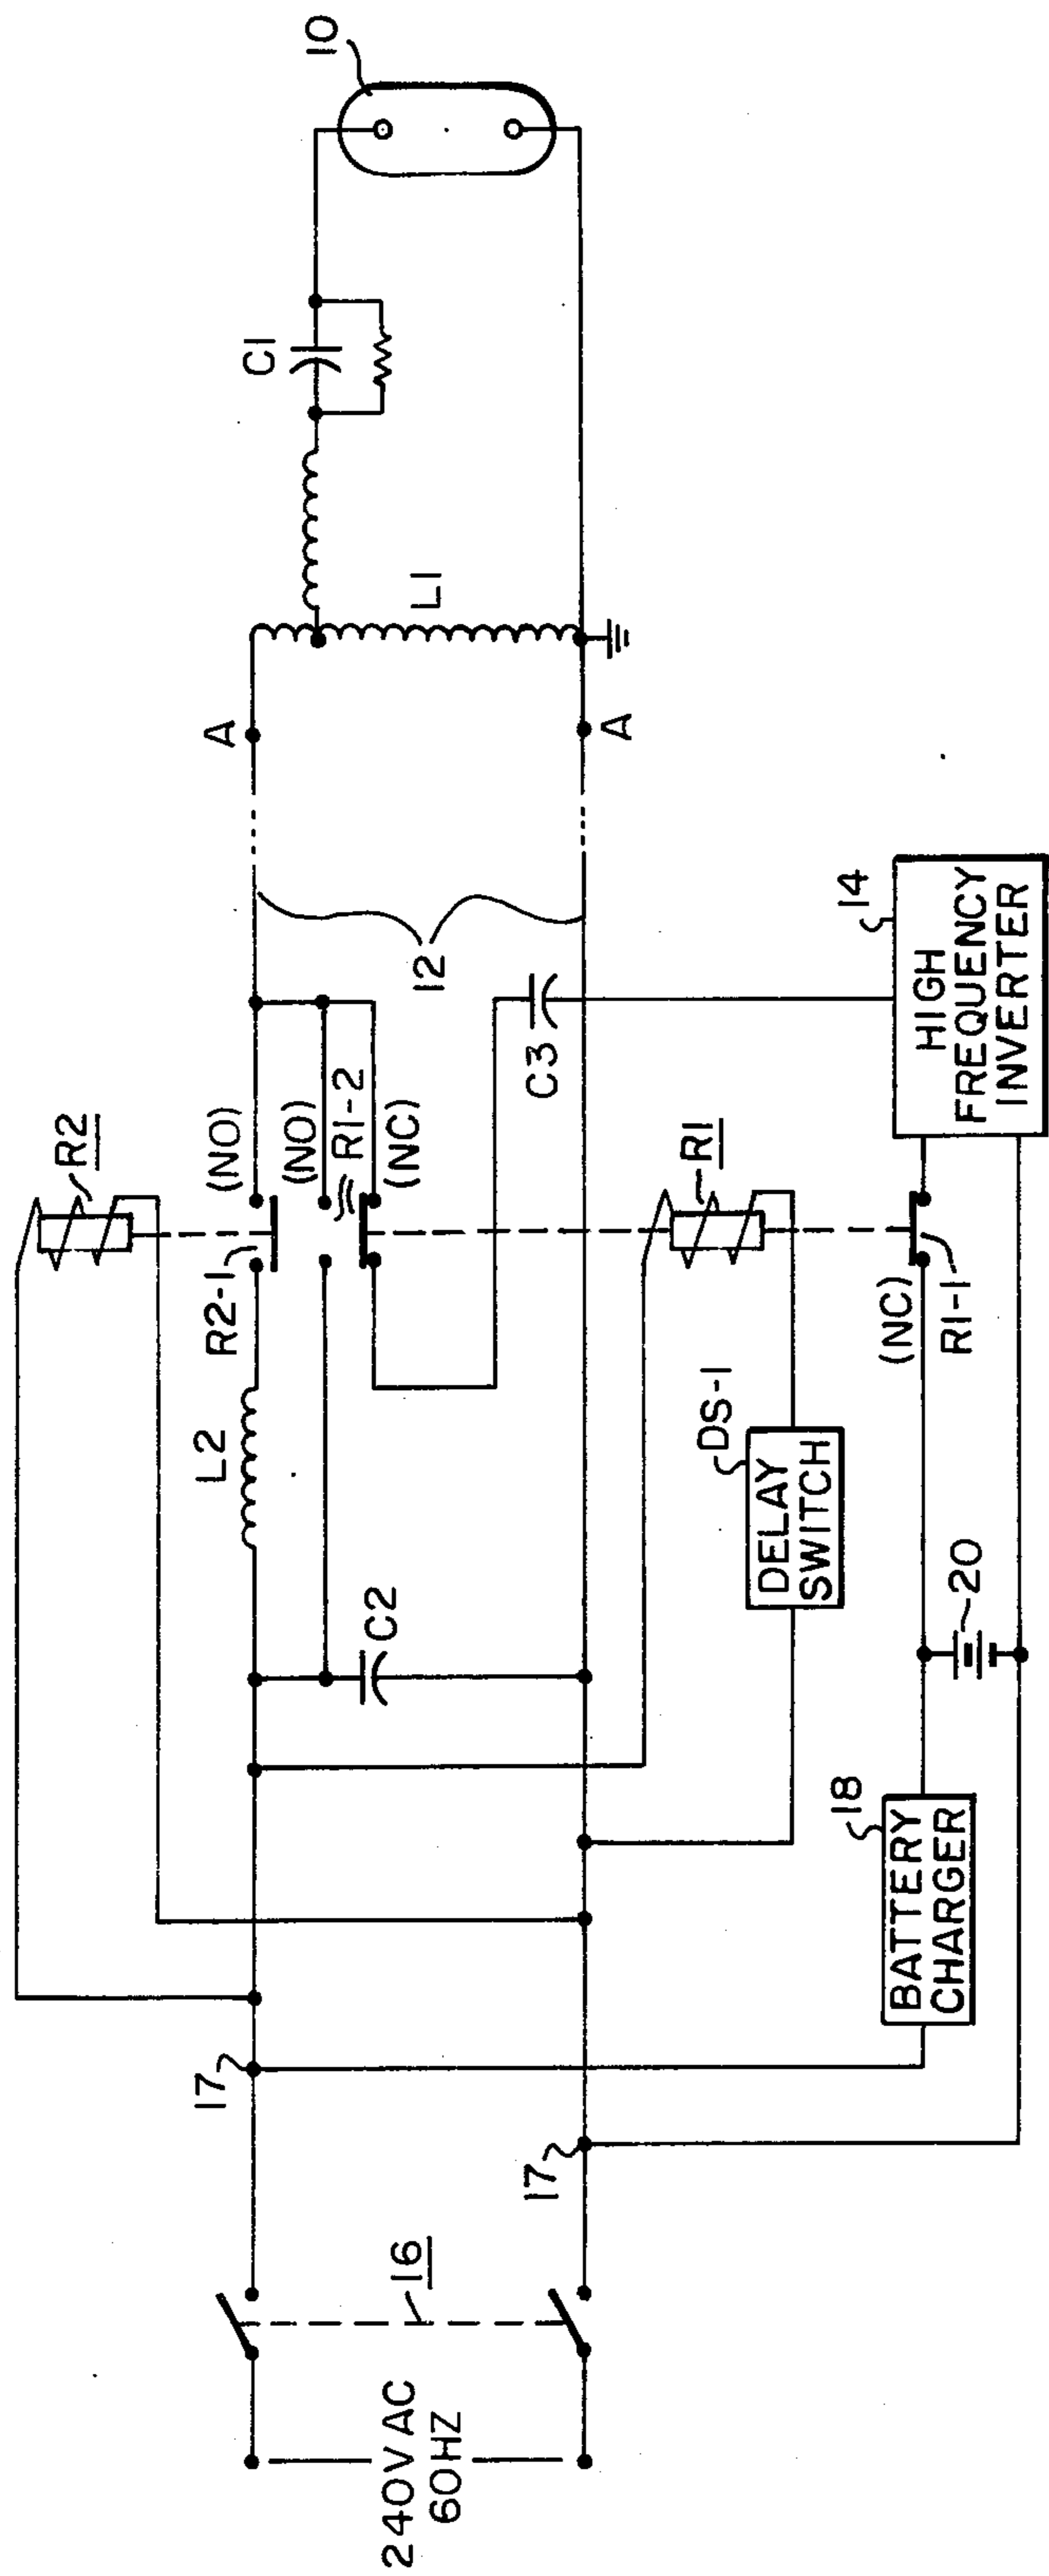 240V AC
60HZ
16
17
17
R2
R2-1
(NO)
L2
(NO)
R1-2
(NC)
C2
C3
12
A
A
L1
C1
10
DS-1
DELAY
SWITCH
R1
(NC)
R1-1
18
BATTERY
CHARGER
20
14
HIGH
FREQUENCY
INVERTER